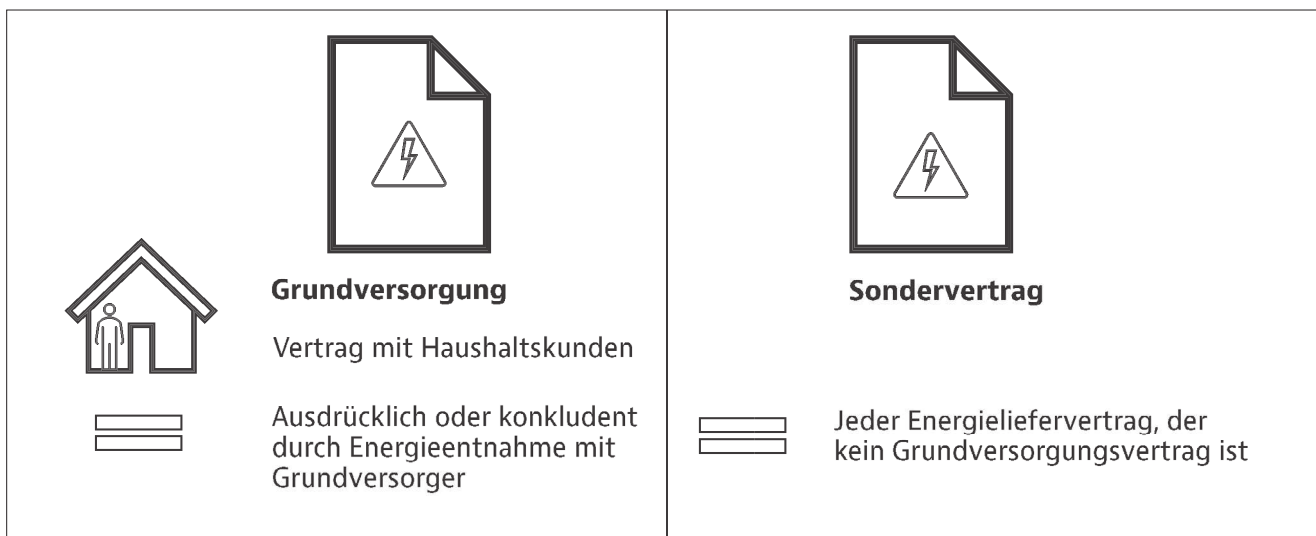 Grundversorgung
Vertrag mit Haushaltskunden
Ausdrücklich oder konkludent
durch Energieentnahme mit
Grundversorger
Sondervertrag
Jeder Energieliefervertrag, der
kein Grundversorgungsvertrag ist